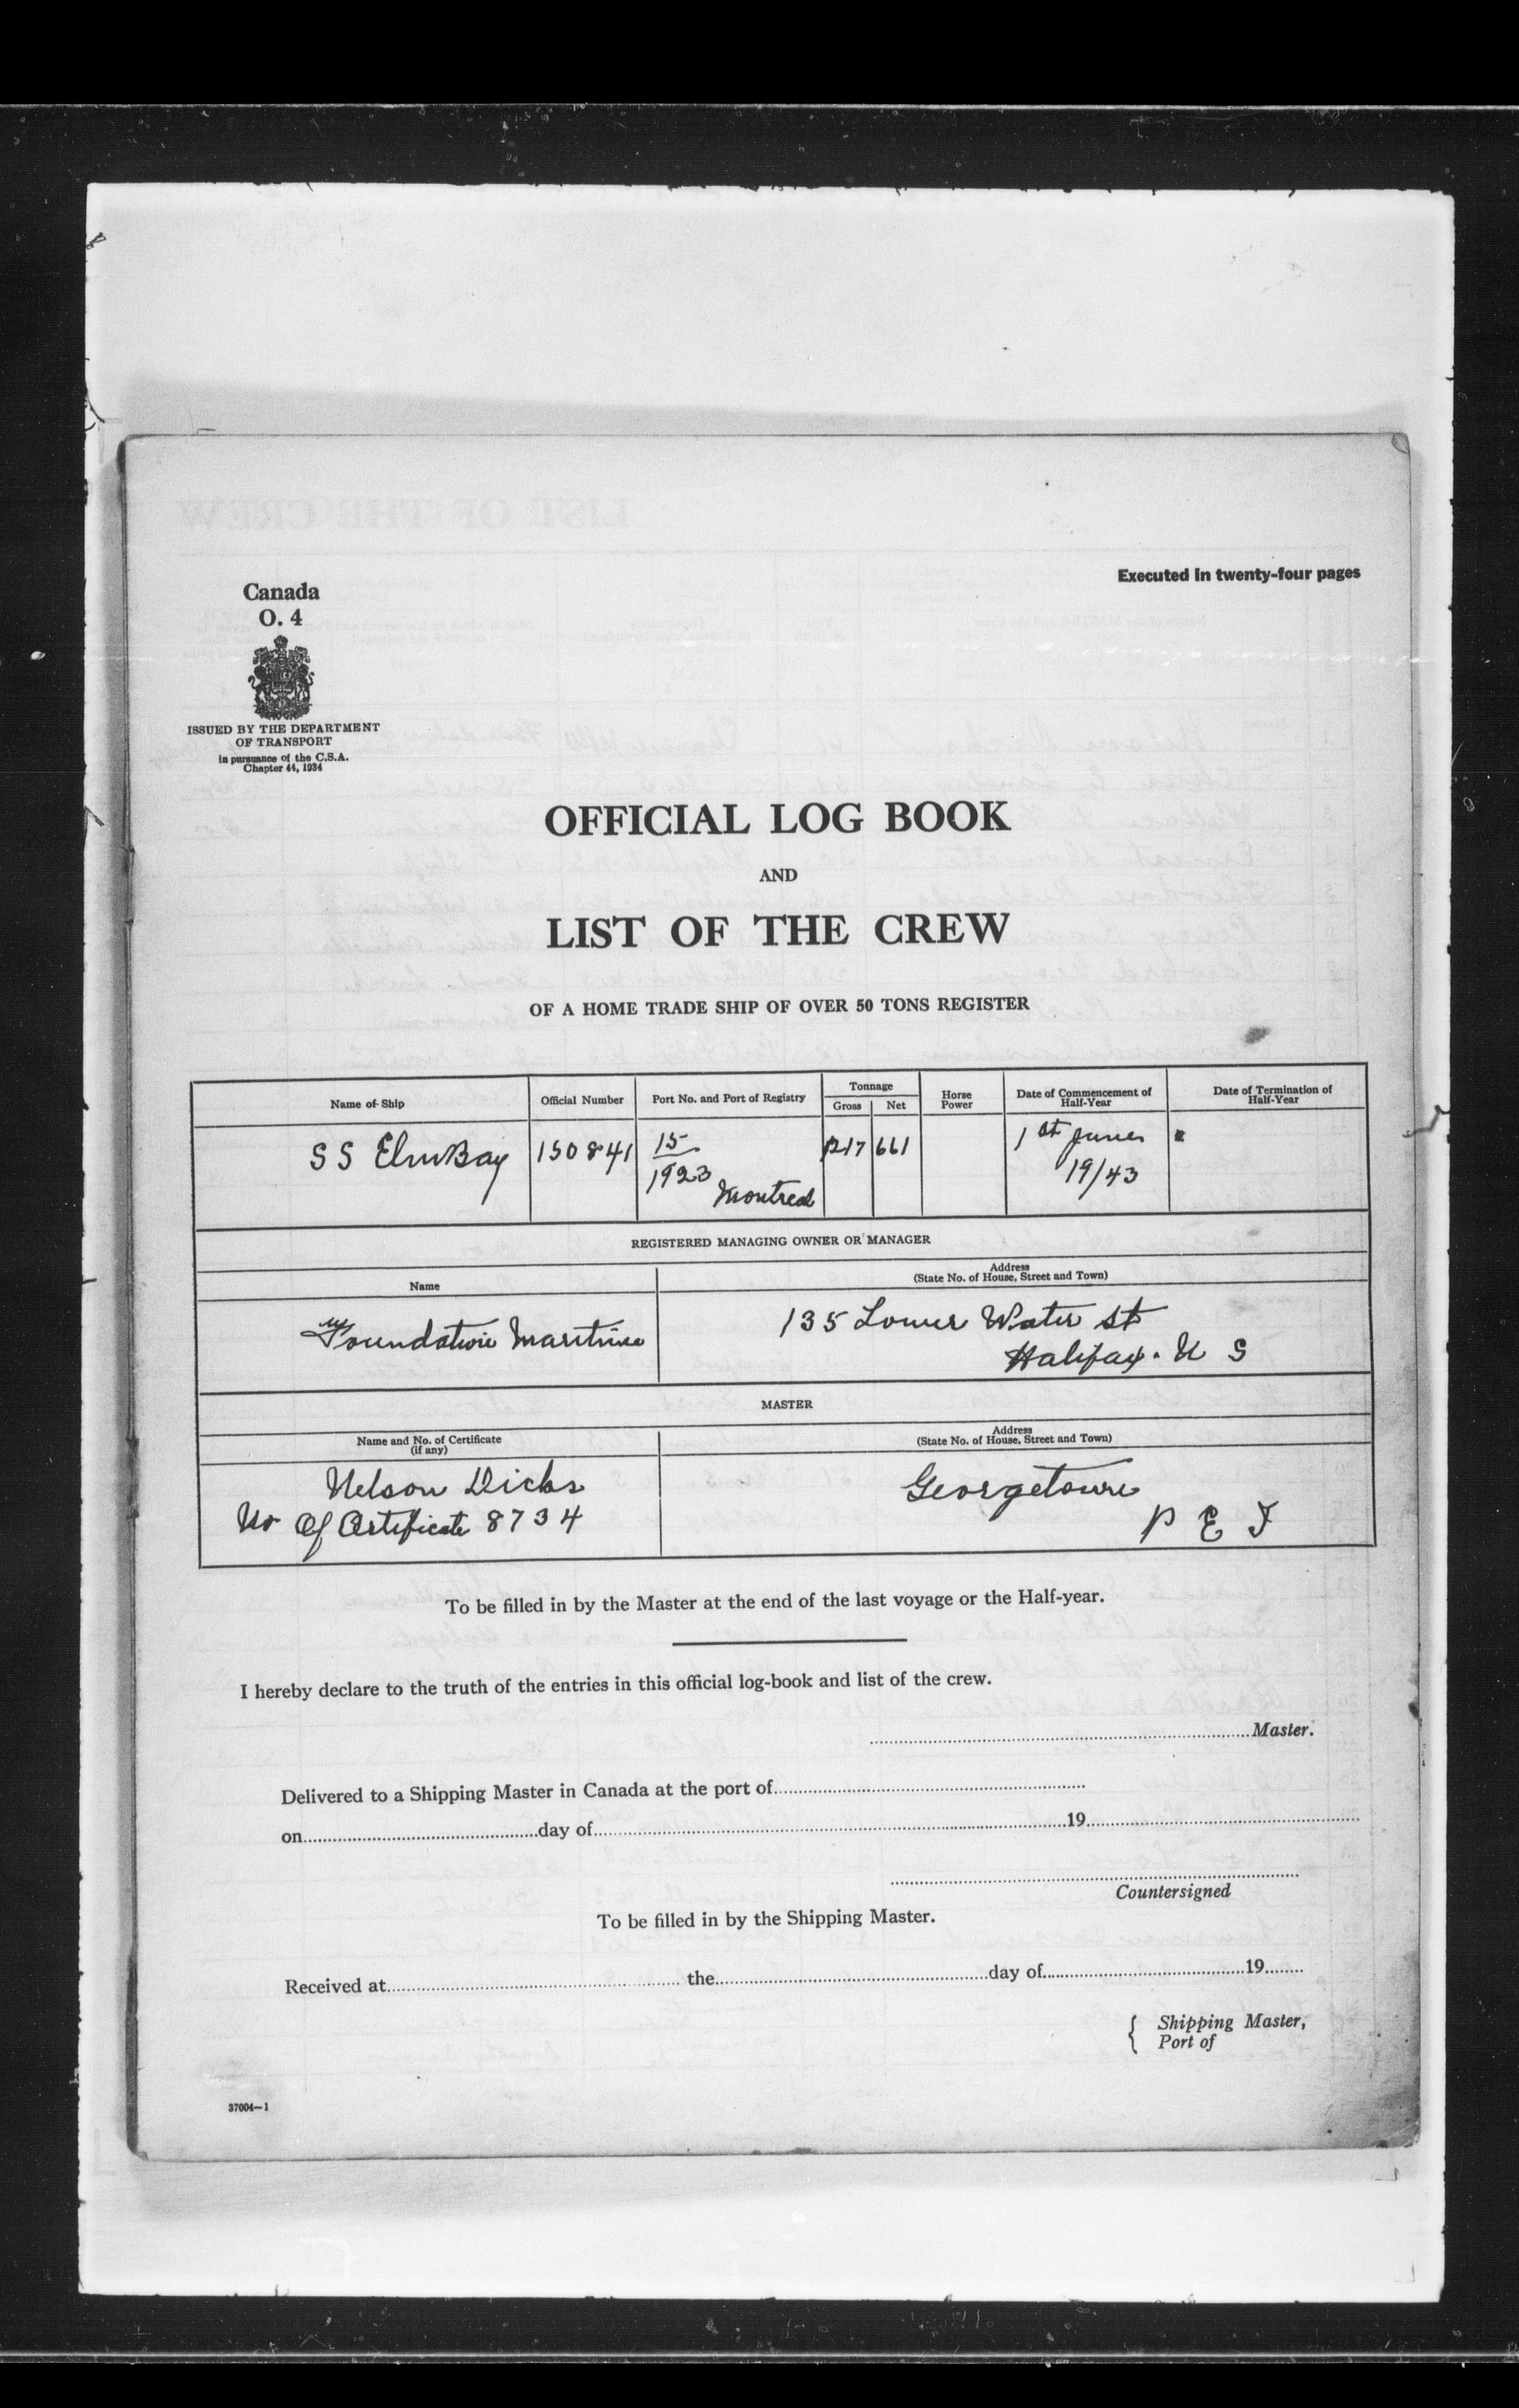 Executed in twenty-four pages
Canada
O. 4
ISSUED BY THE DEPARTMENT
OF TRANSPORT
in pursuance of the C.S.A.
Chapter 44, 1934
OFFICIAL LOG BOOK
AND
LIST OF THE CREW
OF A HOME TRADE SHIP OF OVER 50 TONS REGISTER
Name of Ship
Official Number
Port No. and Port of Registry
Tonnage
Gross
Net
Horse
Power
Date of Commencement of
Half-Year
Date of Termination of
Half-Year
S S ElmBay
150841
15
1923
Montreal
1217
661
1st
19/43
REGISTERED MANAGING OWNER OR MANAGER
Name
Address
(State No. of House, Street and Town)
Foundation Maritime
135 Lower Water St
Halifax. N S
MASTER
Name and No. of Certificate
(if any)
Address
(State No. of House, Street and Town)
Nelson Dicks
No Of Certificate 8734
Georgetown
P E I
To be filled in by the Master at the end of the last voyage or the Half-year.
I hereby declare to the truth of the entries in this official log-book and list of the crew.
Master.
Delivered to a Shipping Master in Canada at the port of
on day of 19
Countersigned
To be filled in by the Shipping Master.
Received at the day of 19
Shipping Master,
Port of
37004—1